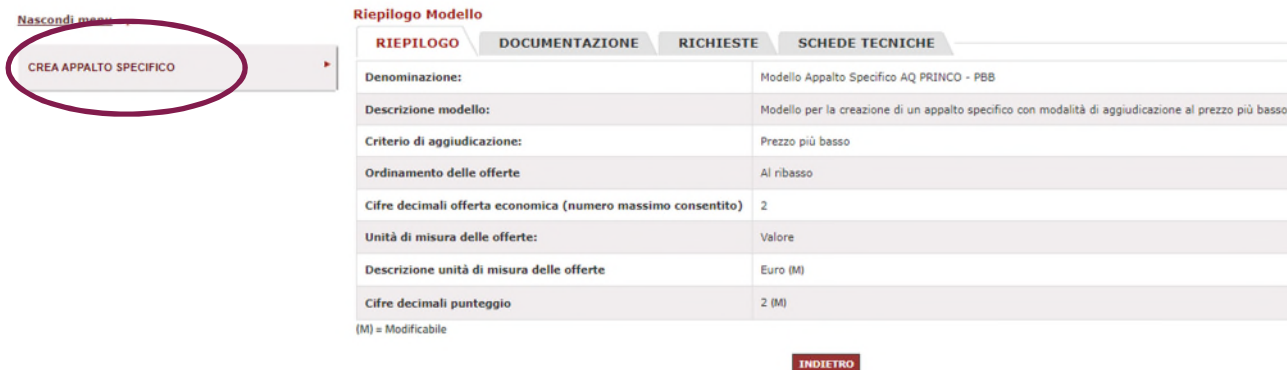 Nascondi menu
CREA APPALTO SPECIFICO
Riepilogo Modello
RIEPILOGO DOCUMENTAZIONE RICHIESTE SCHEDE TECNICHE
Denominazione: Modello Appalto Specifico AQ PRINCO - PBB
Descrizione modello: Modello per la creazione di un appalto specifico con modalità di aggiudicazione al prezzo più basso
Criterio di aggiudicazione: Prezzo più basso
Ordinamento delle offerte Al ribasso
Cifre decimali offerta economica (numero massimo consentito) 2
Unità di misura delle offerte: Valore
Descrizione unità di misura delle offerte Euro (M)
Cifre decimali punteggio 2 (M)
(M) = Modificabile
INDIETRO